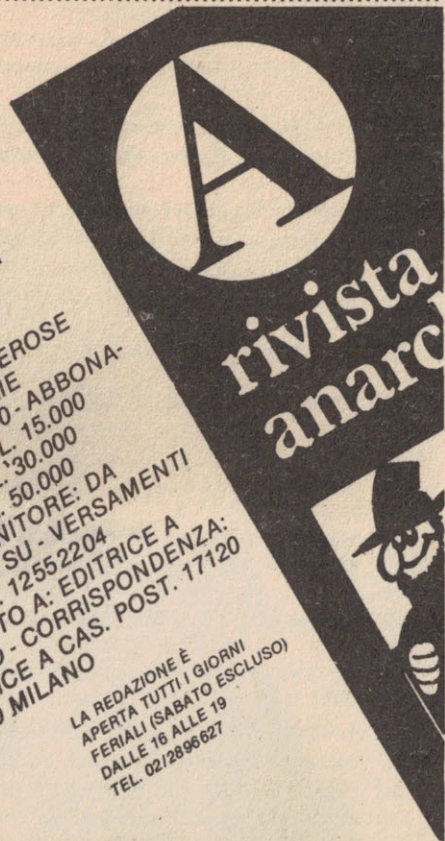 A
rivista
anarc
EROSE
IE
0 - ABBONA-
L. 15.000
30.000
50.000
NITORE: DA
SU - VERSAMENTI
12552204
TO A: EDITRICE A
- CORRISPONDENZA:
ICE A CAS. POST. 17120
MILANO
LA REDAZIONE È
APERTA TUTTI I GIORNI
FERIALI (SABATO ESCLUSO)
DALLE 16 ALLE 19
TEL. 02/2896627